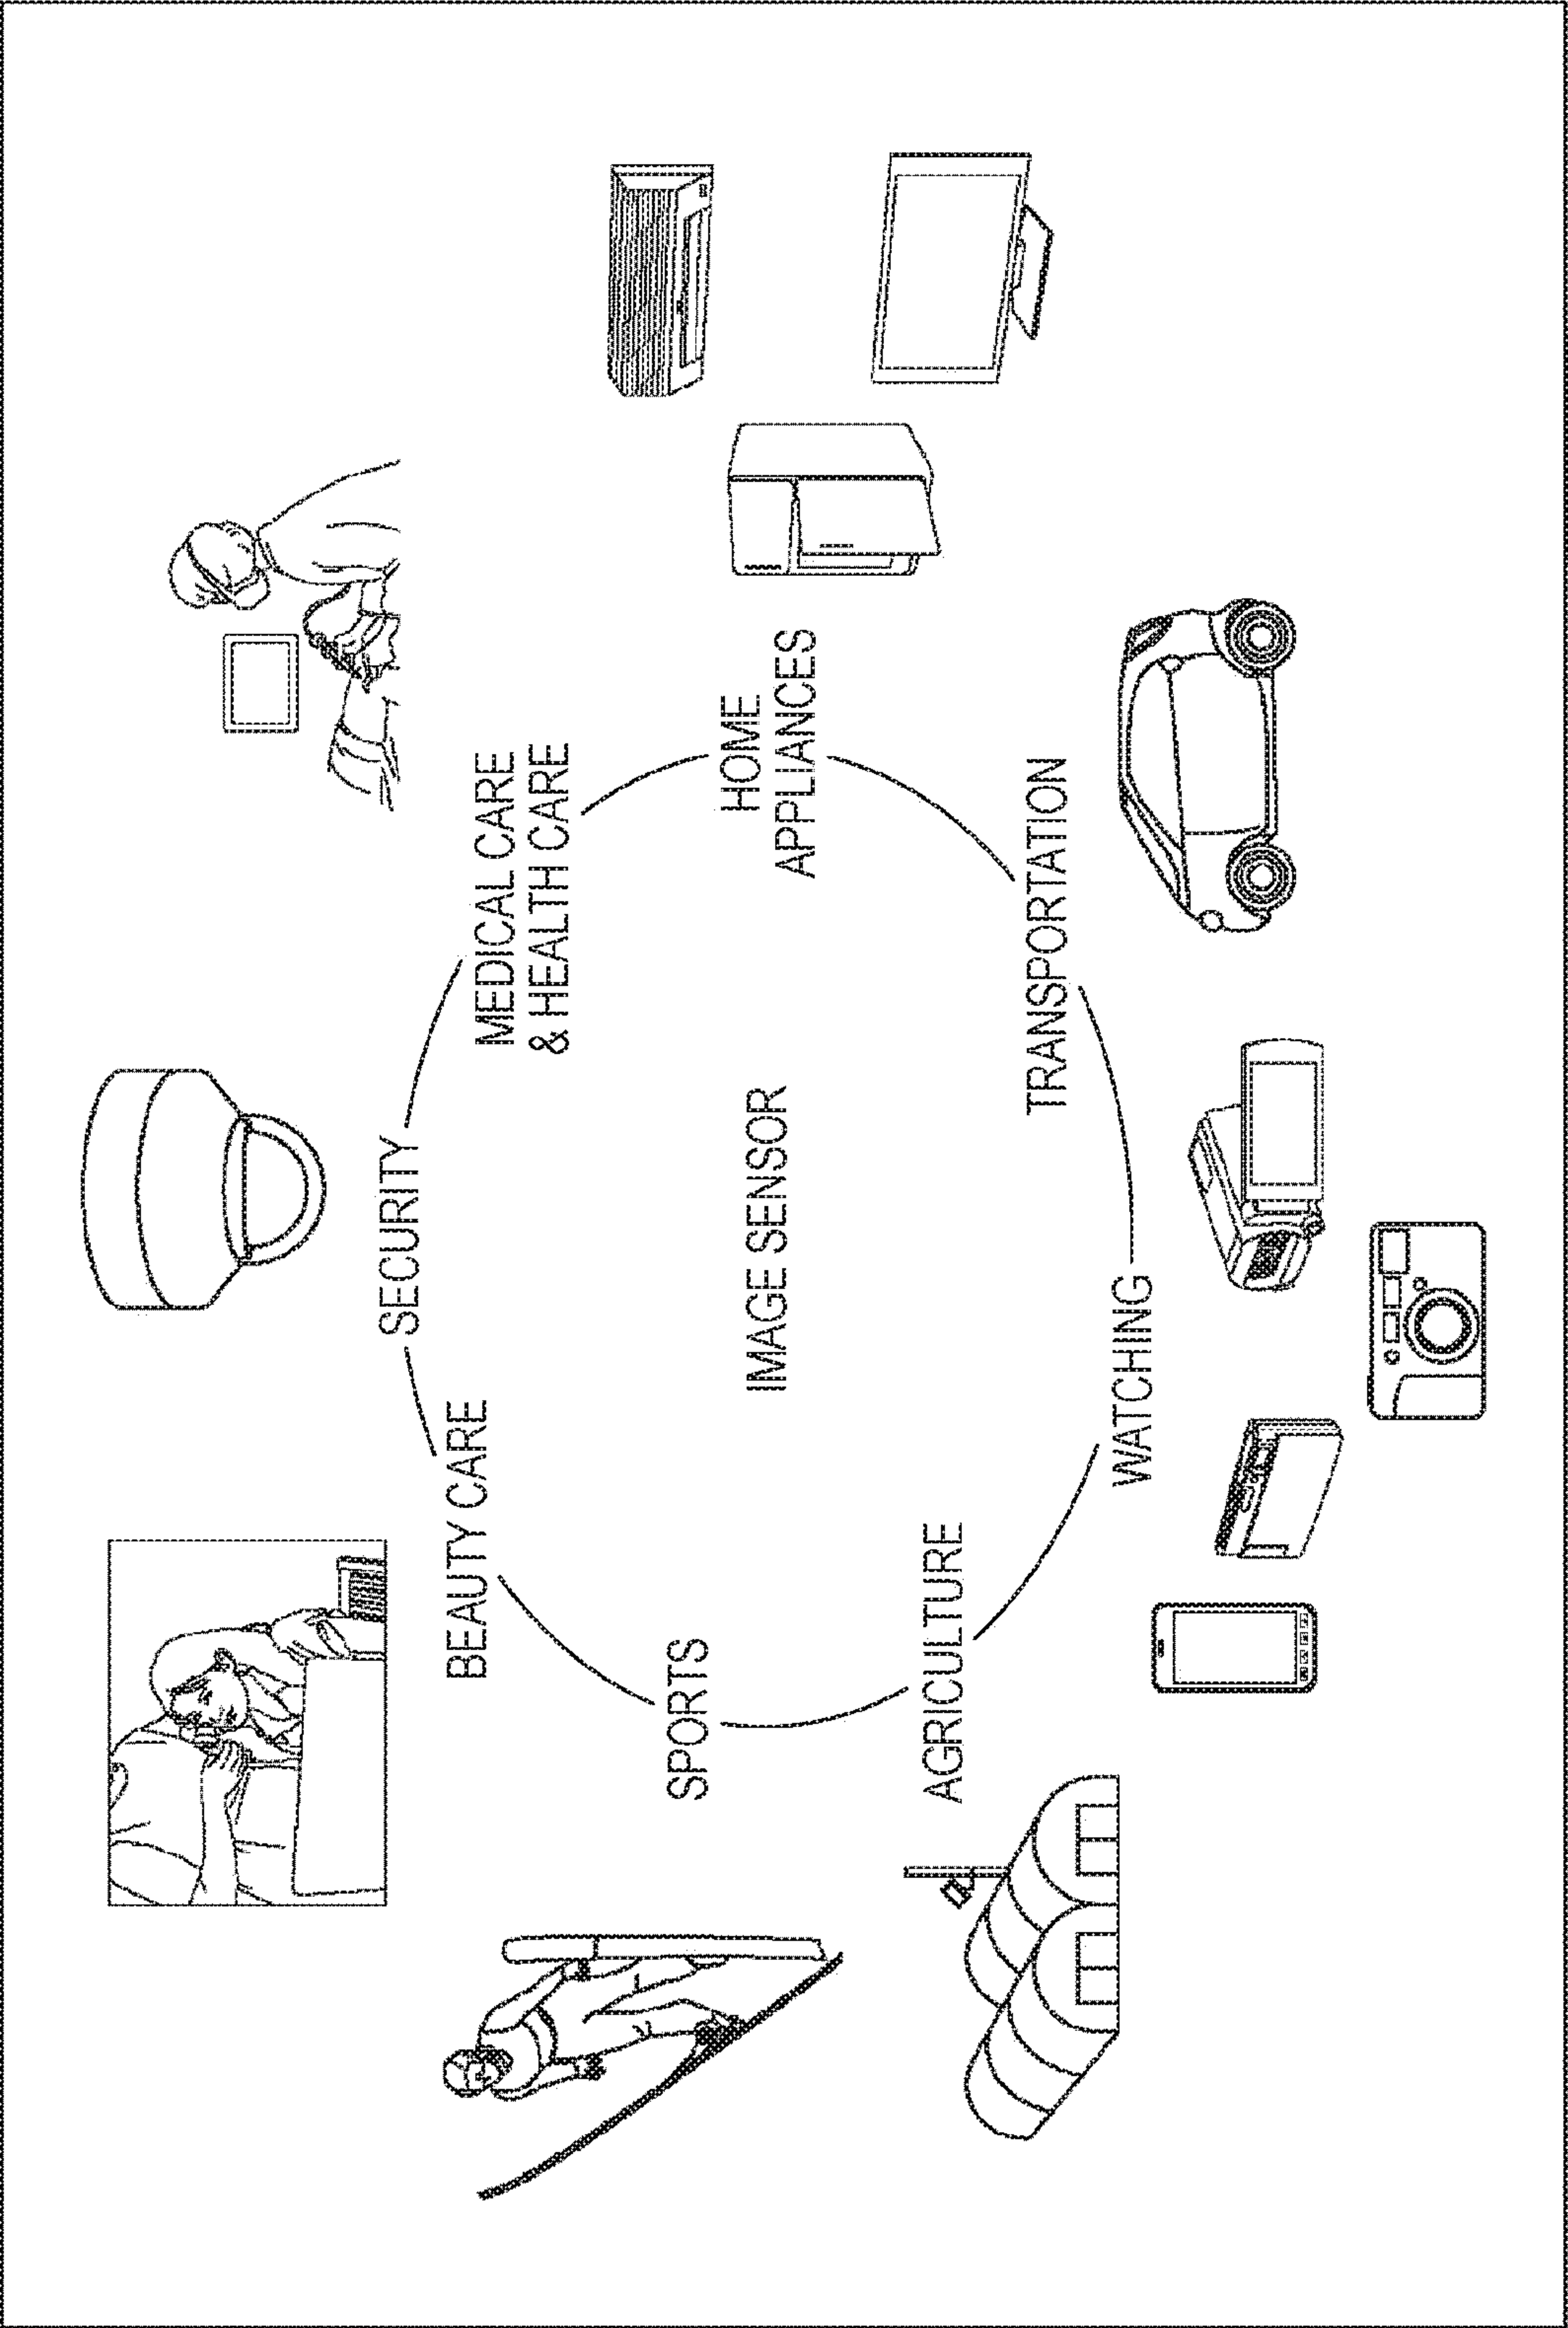 SECURITY
BEAUTY CARE
MEDICAL CARE
& HEALTH CARE
SPORTS
HOME
APPLIANCES
IMAGE SENSOR
AGRICULTURE
TRANSPORTATION
WATCHING